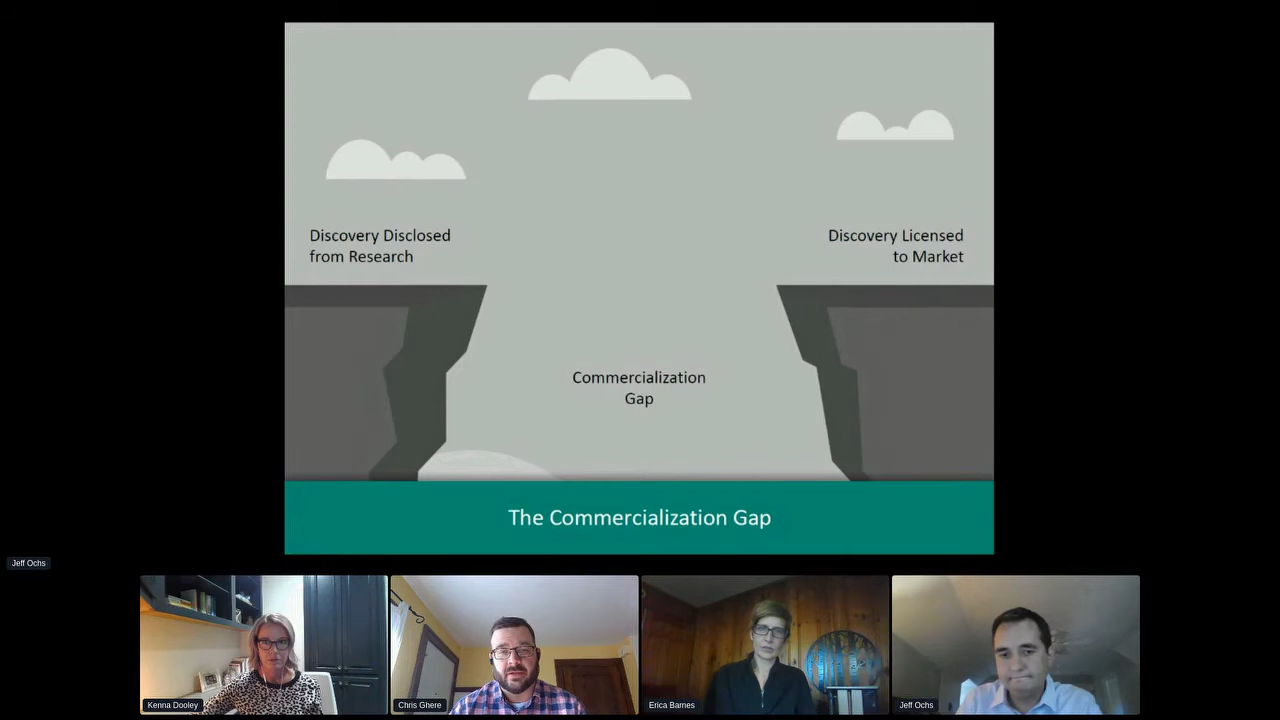 Discovery Disclosed
from Research
Discovery Licensed
to Market
Commercialization
Gap
The Commercialization Gap
Jeff Ochs
Kenna Dooley
Chris Ghere
Erica Barnes
Jeff Ochs